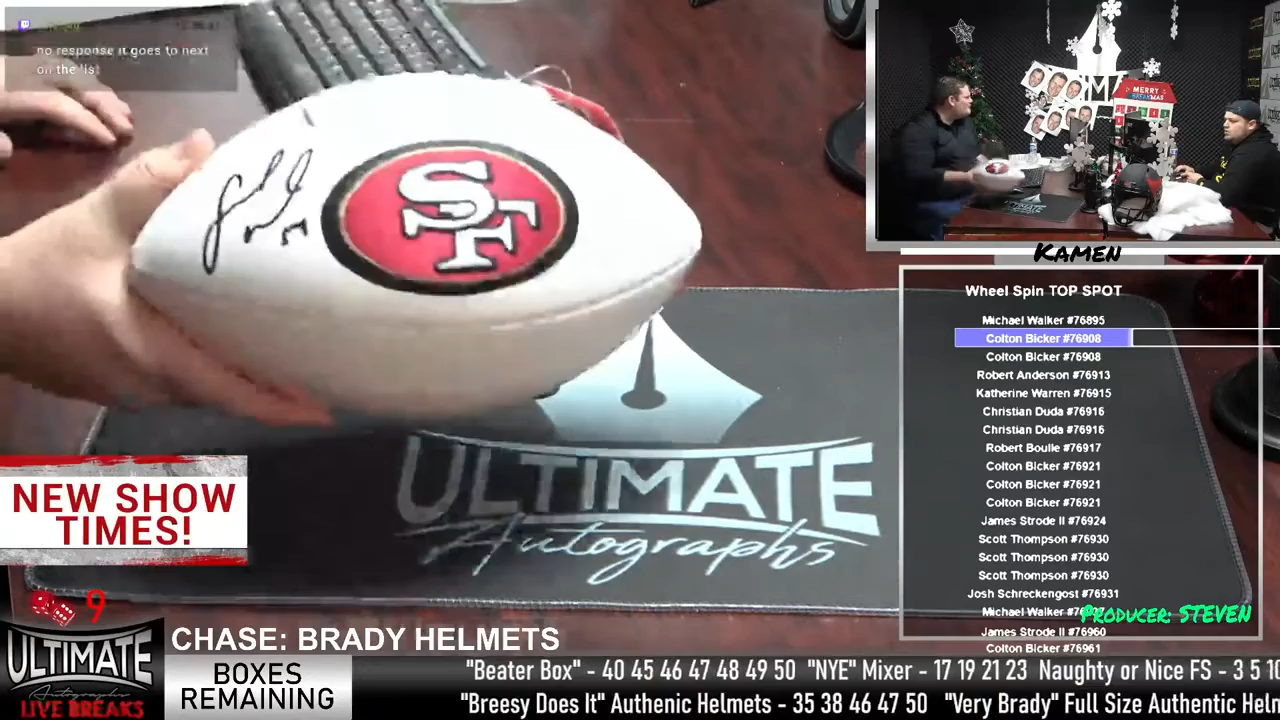 no response it goes to next
on the list
SF
MERRY
BREAKMAS
Kamen
Wheel Spin TOP SPOT
Michael Walker #76895
Colton Bicker #76908
Colton Bicker #76908
Robert Anderson #76913
Katherine Warren #76915
Christian Duda #76916
Christian Duda #76916
Robert Boulle #76917
Colton Bicker #76921
Colton Bicker #76921
Colton Bicker #76921
James Strode II #76924
Scott Thompson #76930
Scott Thompson #76930
Scott Thompson #76930
Josh Schreckengost #76931
Michael Walker
Producer: STEVEN
James Strode II #76960
Colton Bicker #76961
ULTIMATE
Autographs
NEW SHOW
TIMES!
9
ULTIMATE
Autographs
LIVE BREAKS
CHASE: BRADY HELMETS
BOXES
REMAINING
"Beater Box" - 40 45 46 47 48 49 50 "NYE" Mixer - 17 19 21 23 Naughty or Nice FS - 3 5 10
"Breesy Does It" Authenic Helmets - 35 38 46 47 50 "Very Brady" Full Size Authentic Helm